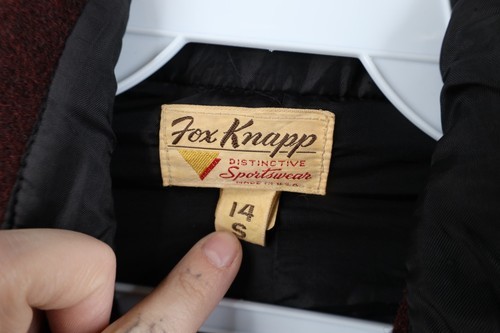 Fox Knapp
DISTINCTIVE
Sportswear
MADE IN U.S.A.
14
S